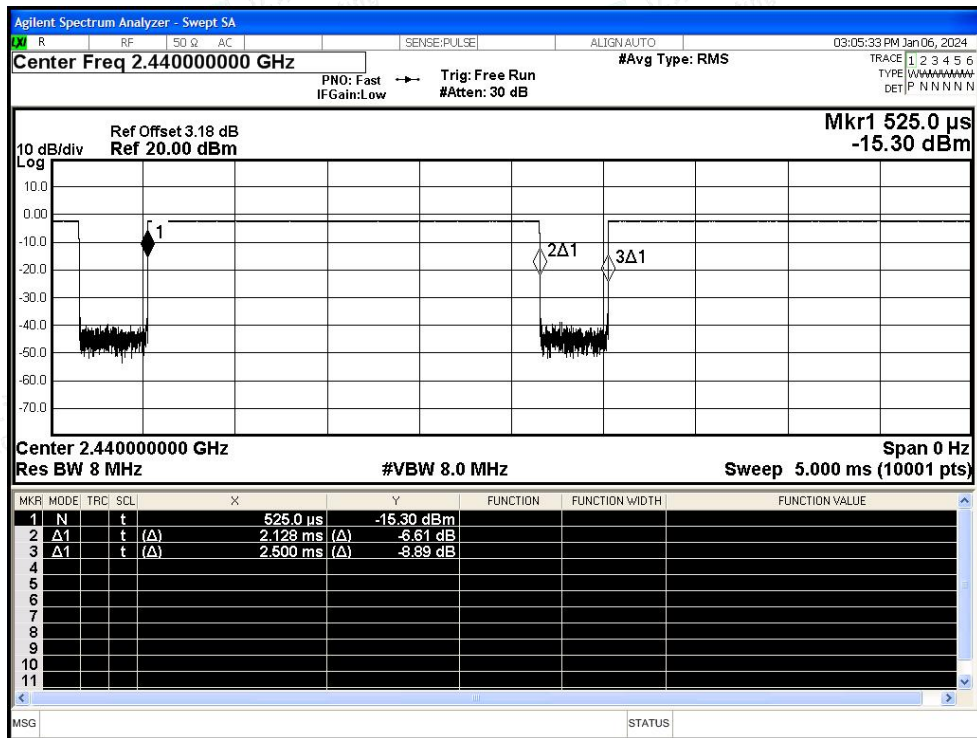 Agilent Spectrum Analyzer - Swept SA
LXI R RF 50 Ω AC SENSE:PULSE ALIGN AUTO 03:05:33 PM Jan 06, 2024
Center Freq 2.440000000 GHz #Avg Type: RMS TRACE 1 2 3 4 5 6
PNO: Fast Trig: Free Run TYPE WWWWWW
IFGain:Low #Atten: 30 dB DET P N N N N N
Mkr1 525.0 µs
Ref Offset 3.18 dB
10 dB/div Ref 20.00 dBm -15.30 dBm
Log
10.0
0.00
1
-10.0
2Δ1 3Δ1
-20.0
-30.0
-40.0
-50.0
-60.0
-70.0
Center 2.440000000 GHz Span 0 Hz
Res BW 8 MHz #VBW 8.0 MHz Sweep 5.000 ms (10001 pts)
MKR MODE TRC SCL X Y FUNCTION FUNCTION WIDTH FUNCTION VALUE
1 N t 525.0 µs -15.30 dBm
2 Δ1 t (Δ) 2.128 ms (Δ) -6.61 dB
3 Δ1 t (Δ) 2.500 ms (Δ) -8.89 dB
4
5
6
7
8
9
10
11
MSG STATUS